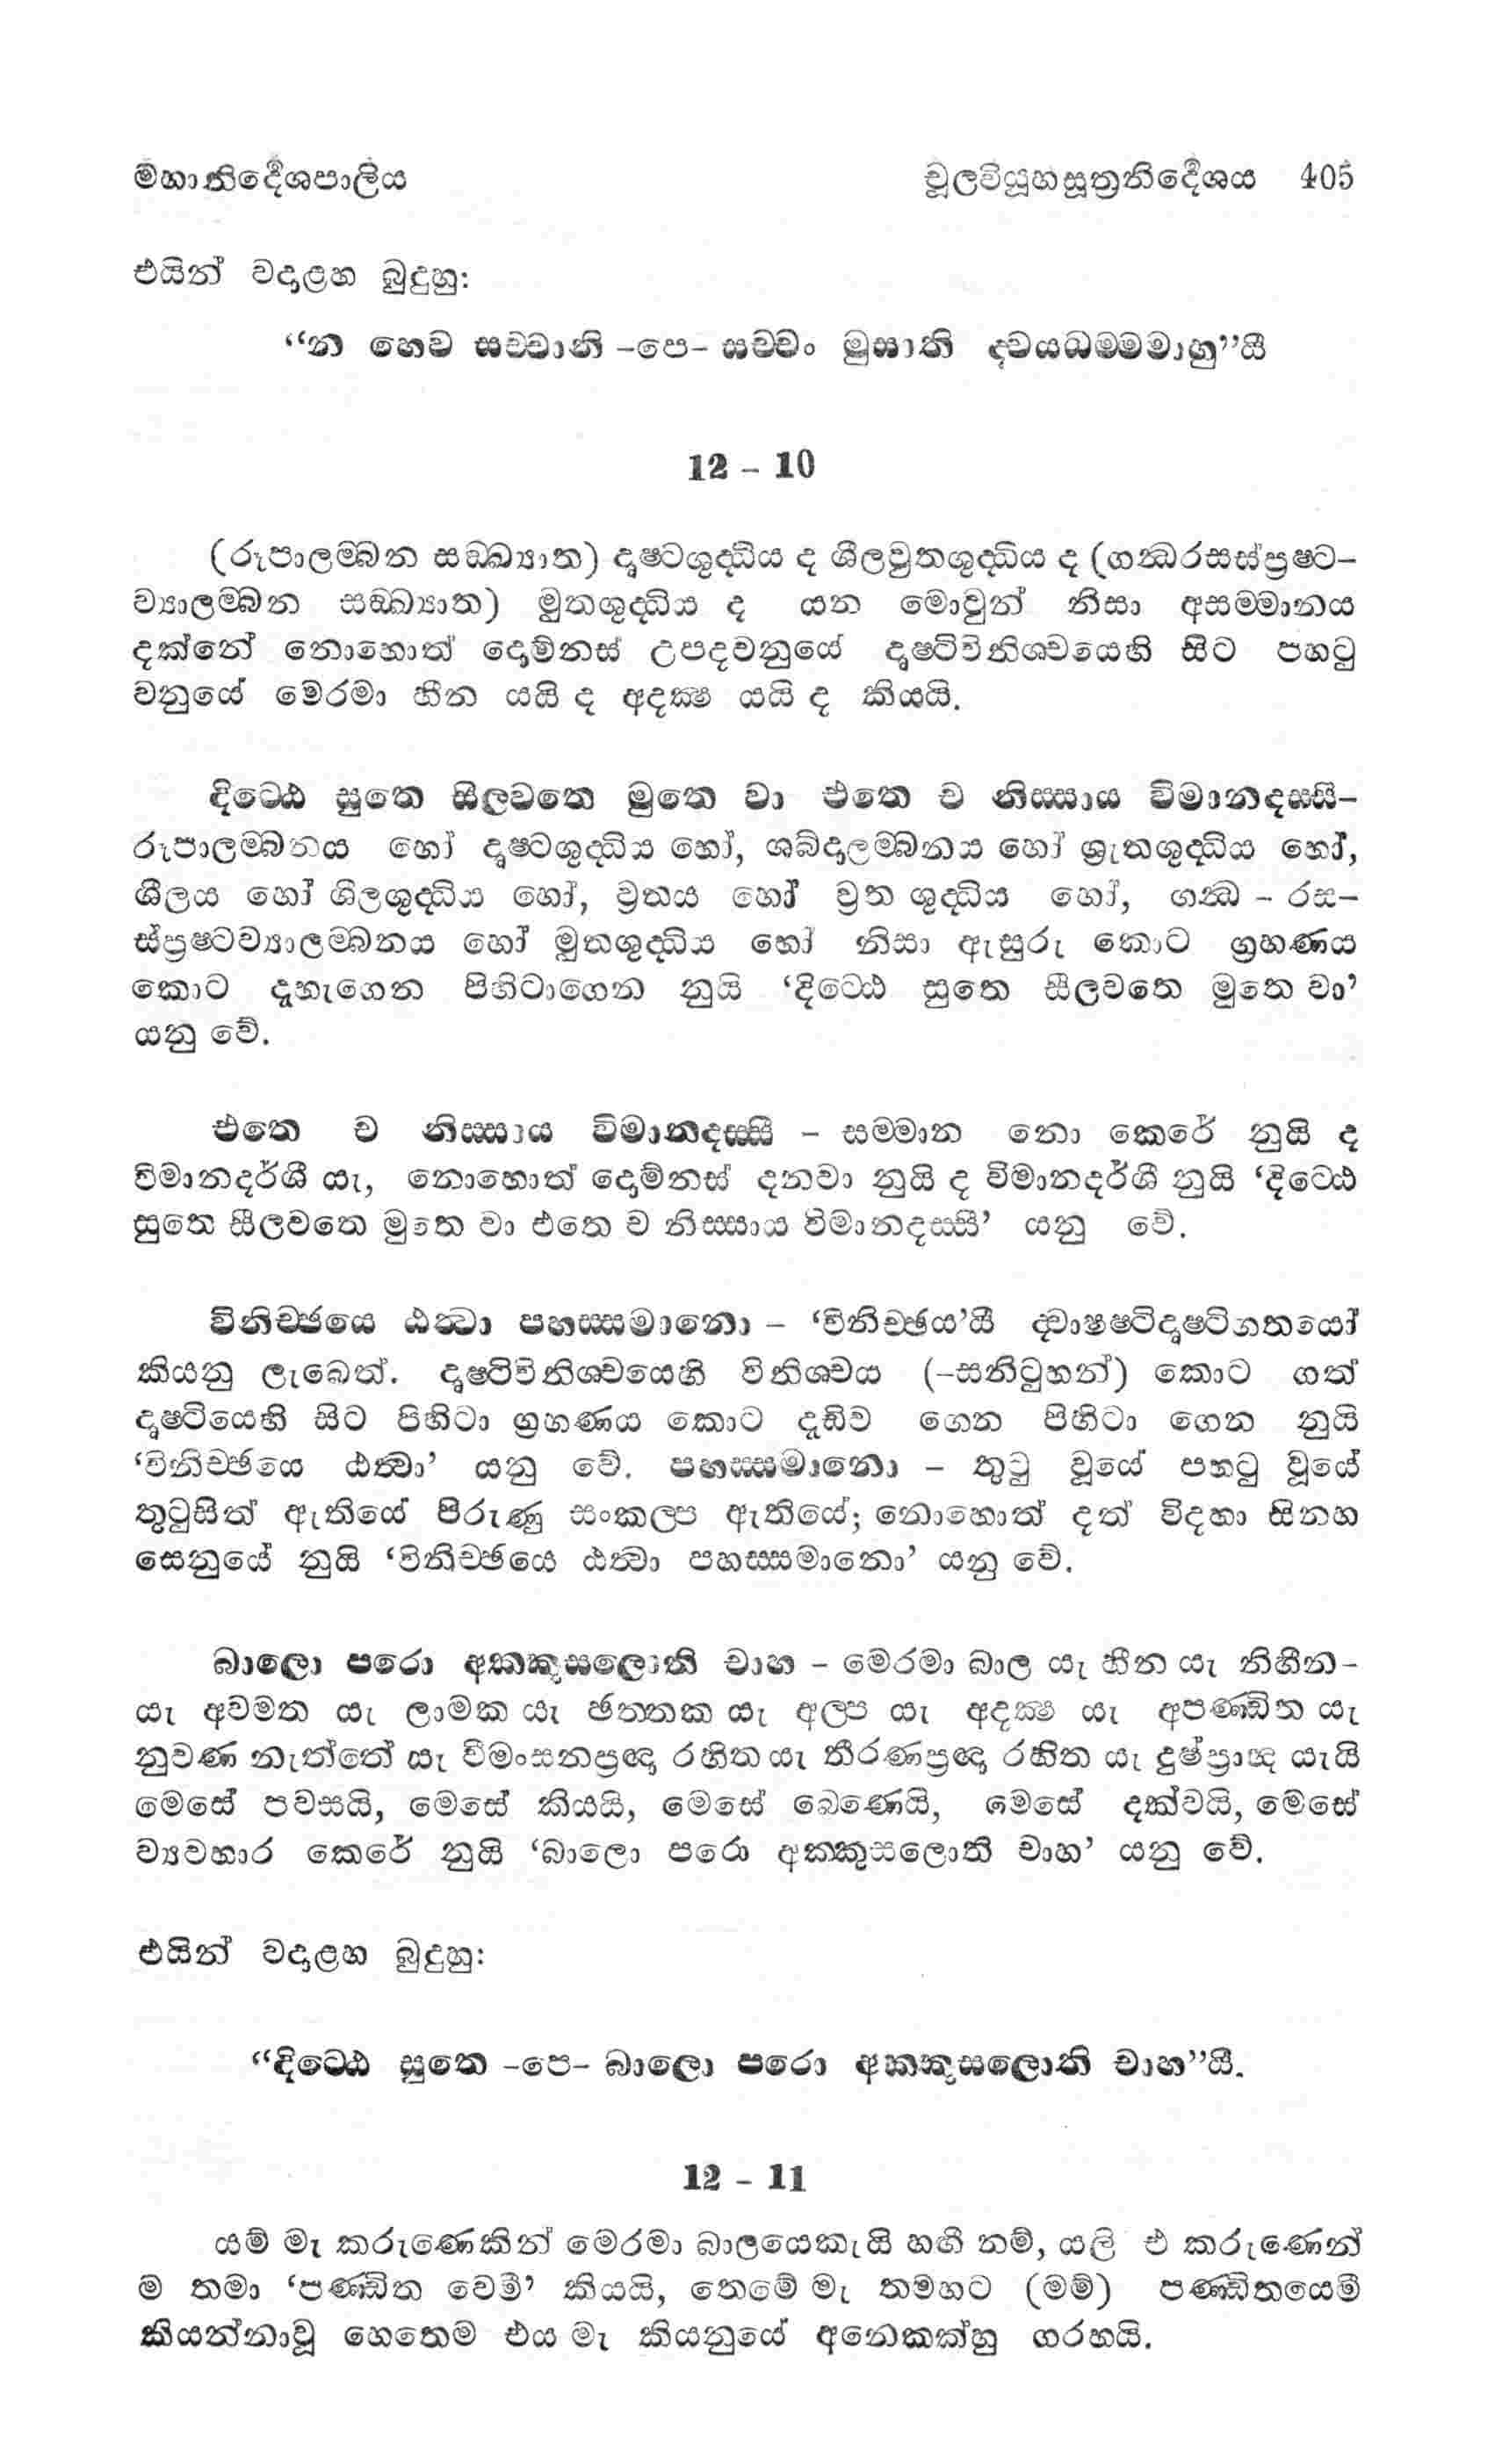 මහානිර්දේශපාලිය චූලවියූහසූත්‍රනිර්දේශය 405
එයින් වදාළහ බුදුහු:
“න හෙව සච්චානි -පෙ- සච්චං මුසාති ද්වයධම්මමාහු”යී
12 - 10
(රූපාලම්බන සඞ්ඛ්‍යාත) දෘෂ්ටශුද්ධිය ද ශීලව්‍රතශුද්ධිය ද (ගන්ධරසස්ප්‍රෂ්ට-
ව්‍යාලම්බන සඞ්ඛ්‍යාත) මුතශුද්ධිය ද යන මොවුන් නිසා අසම්මානය
දක්නේ නොහොත් දොම්නස් උපදවනුයේ දෘෂ්ටිවිනිශ්චයෙහි සිට පහටු
වනුයේ මෙරමා හීන යයි ද අදක්‍ෂ යයි ද කියයි.
දිට්ඨෙ සුතෙ සීලවතෙ මුතෙ වා එතෙ ච නිස්සාය විමානදස්සී-
රූපාලම්බනය හෝ දෘෂ්ටශුද්ධිය හෝ, ශබ්දාලම්බනය හෝ ශ්‍රැතශුද්ධිය හෝ,
ශීලය හෝ ශීලශුද්ධිය හෝ, ව්‍රතය හෝ ව්‍රත ශුද්ධිය හෝ, ගන්ධ - රස-
ස්ප්‍රෂ්ටව්‍යාලම්බනය හෝ මුතශුද්ධිය හෝ නිසා ඇසුරු කොට ග්‍රහණය
කොට දැහැගෙන පිහිටාගෙන නුයි ‘දිට්ඨෙ සුතෙ සීලවතෙ මුතෙ වා’
යනු වේ.
එතෙ ච නිස්සාය විමානදස්සී - සම්මාන නො කෙරේ නුයි ද
විමානදර්ශී යැ, නොහොත් දොම්නස් දනවා නුයි ද විමානදර්ශී නුයි ‘දිට්ඨෙ
සුතෙ සීලවතෙ මුතෙ වා එතෙ ච නිස්සාය විමානදස්සී’ යනු වේ.
විනිච්ඡයෙ ඨත්වා පහස්සමානො - ‘විනිච්ඡය’යී ද්වාෂෂ්ටිදෘෂ්ටිගතයෝ
කියනු ලැබෙත්. දෘෂ්ටිවිනිශ්චයෙහි විනිශ්චය (-සනිටුහන්) කොට ගත්
දෘෂ්ටියෙහි සිට පිහිටා ග්‍රහණය කොට දැඩිව ගෙන පිහිටා ගෙන නුයි
‘විනිච්ඡයෙ ඨත්වා’ යනු වේ. පහස්සමානො - තුටු වූයේ පහටු වූයේ
තුටුසිත් ඇතියේ පිරුණු සංකල්ප ඇතියේ; නොහොත් දත් විදහා සිනහ
සෙනුයේ නුයි ‘විනිච්ඡයෙ ඨත්වා පහස්සමානො’ යනු වේ.
බාලො පරො අක්කුසලොති චාහ - මෙරමා බාල යැ හීන යැ නිහීන-
යැ අවමත යැ ලාමක යැ ඡත්තක යැ අල්ප යැ අදක්‍ෂ යැ අපණ්ඩිත යැ
නුවණ නැත්තේ යැ වීමංසනප්‍රඥා රහිත යැ තීරණප්‍රඥා රහිත යැ දුෂ්ප්‍රාඥ යැයි
මෙසේ පවසයි, මෙසේ කියයි, මෙසේ බෙණෙයි, මෙසේ දක්වයි, මෙසේ
ව්‍යවහාර කෙරේ නුයි ‘බාලො පරො අක්කුසලොති චාහ’ යනු වේ.
එයින් වදාළහ බුදුහු:
“දිට්ඨෙ සුතෙ -පෙ- බාලො පරො අක්කුසලොති චාහ”යී.
12 - 11
යම් මැ කරුණෙකින් මෙරමා බාලයෙකැයි හඟී නම්, යලි එ කරුණෙන්
ම තමා ‘පණ්ඩිත වෙමී’ කියයි, තෙමේ මැ තමහට (මම්) පණ්ඩිතයෙමී
කියන්නාවූ හෙතෙම එය මැ කියනුයේ අනෙකක්හු ගරහයි.